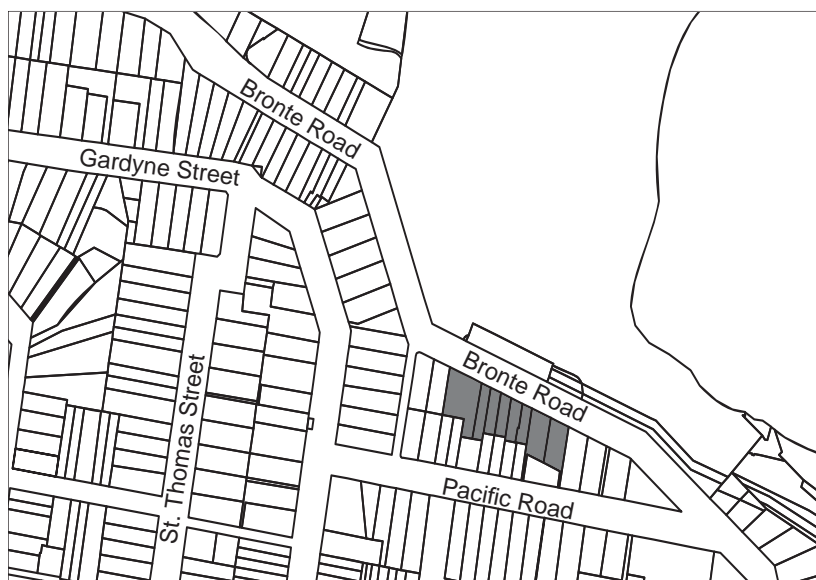 Bronte Road
Gardyne Street
Bronte Road
St. Thomas Street
Pacific Road